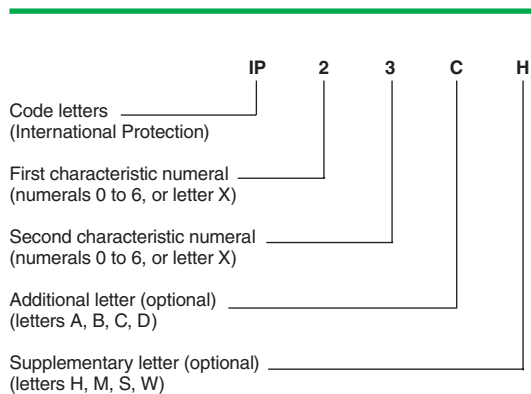 IP 2 3 C H
Code letters
(International Protection)
First characteristic numeral
(numerals 0 to 6, or letter X)
Second characteristic numeral
(numerals 0 to 6, or letter X)
Additional letter (optional)
(letters A, B, C, D)
Supplementary letter (optional)
(letters H, M, S, W)